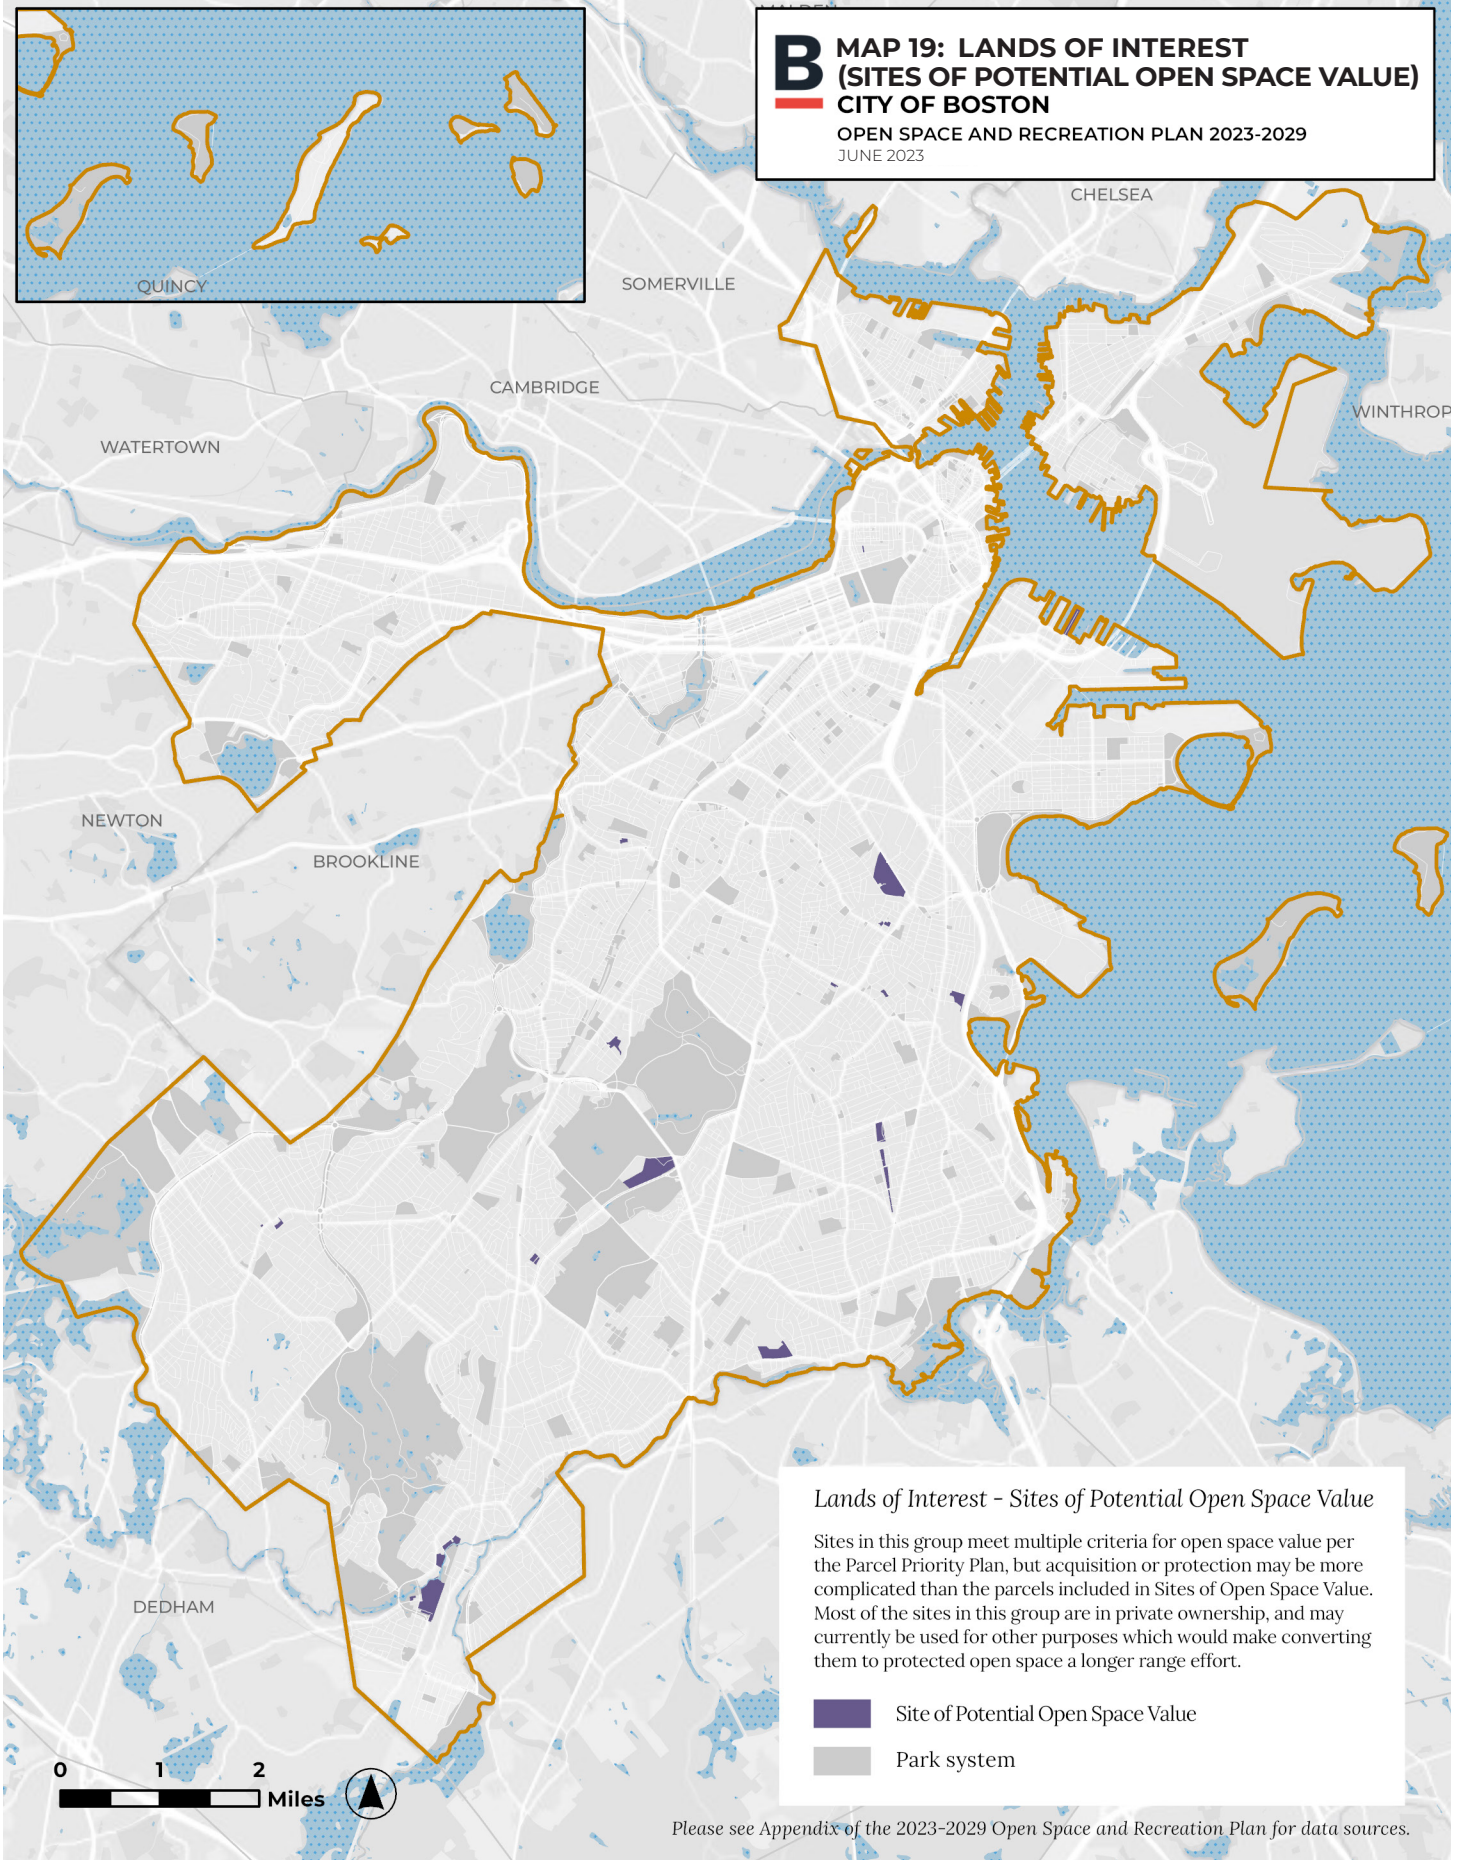 B
MAP 19: LANDS OF INTEREST
(SITES OF POTENTIAL OPEN SPACE VALUE)
CITY OF BOSTON
OPEN SPACE AND RECREATION PLAN 2023-2029
JUNE 2023
MALDEN
CHELSEA
QUINCY
SOMERVILLE
CAMBRIDGE
WINTHROP
WATERTOWN
NEWTON
BROOKLINE
DEDHAM
Lands of Interest - Sites of Potential Open Space Value
Sites in this group meet multiple criteria for open space value per
the Parcel Priority Plan, but acquisition or protection may be more
complicated than the parcels included in Sites of Open Space Value.
Most of the sites in this group are in private ownership, and may
currently be used for other purposes which would make converting
them to protected open space a longer range effort.
Site of Potential Open Space Value
Park system
0 1 2
Miles
Please see Appendix of the 2023-2029 Open Space and Recreation Plan for data sources.